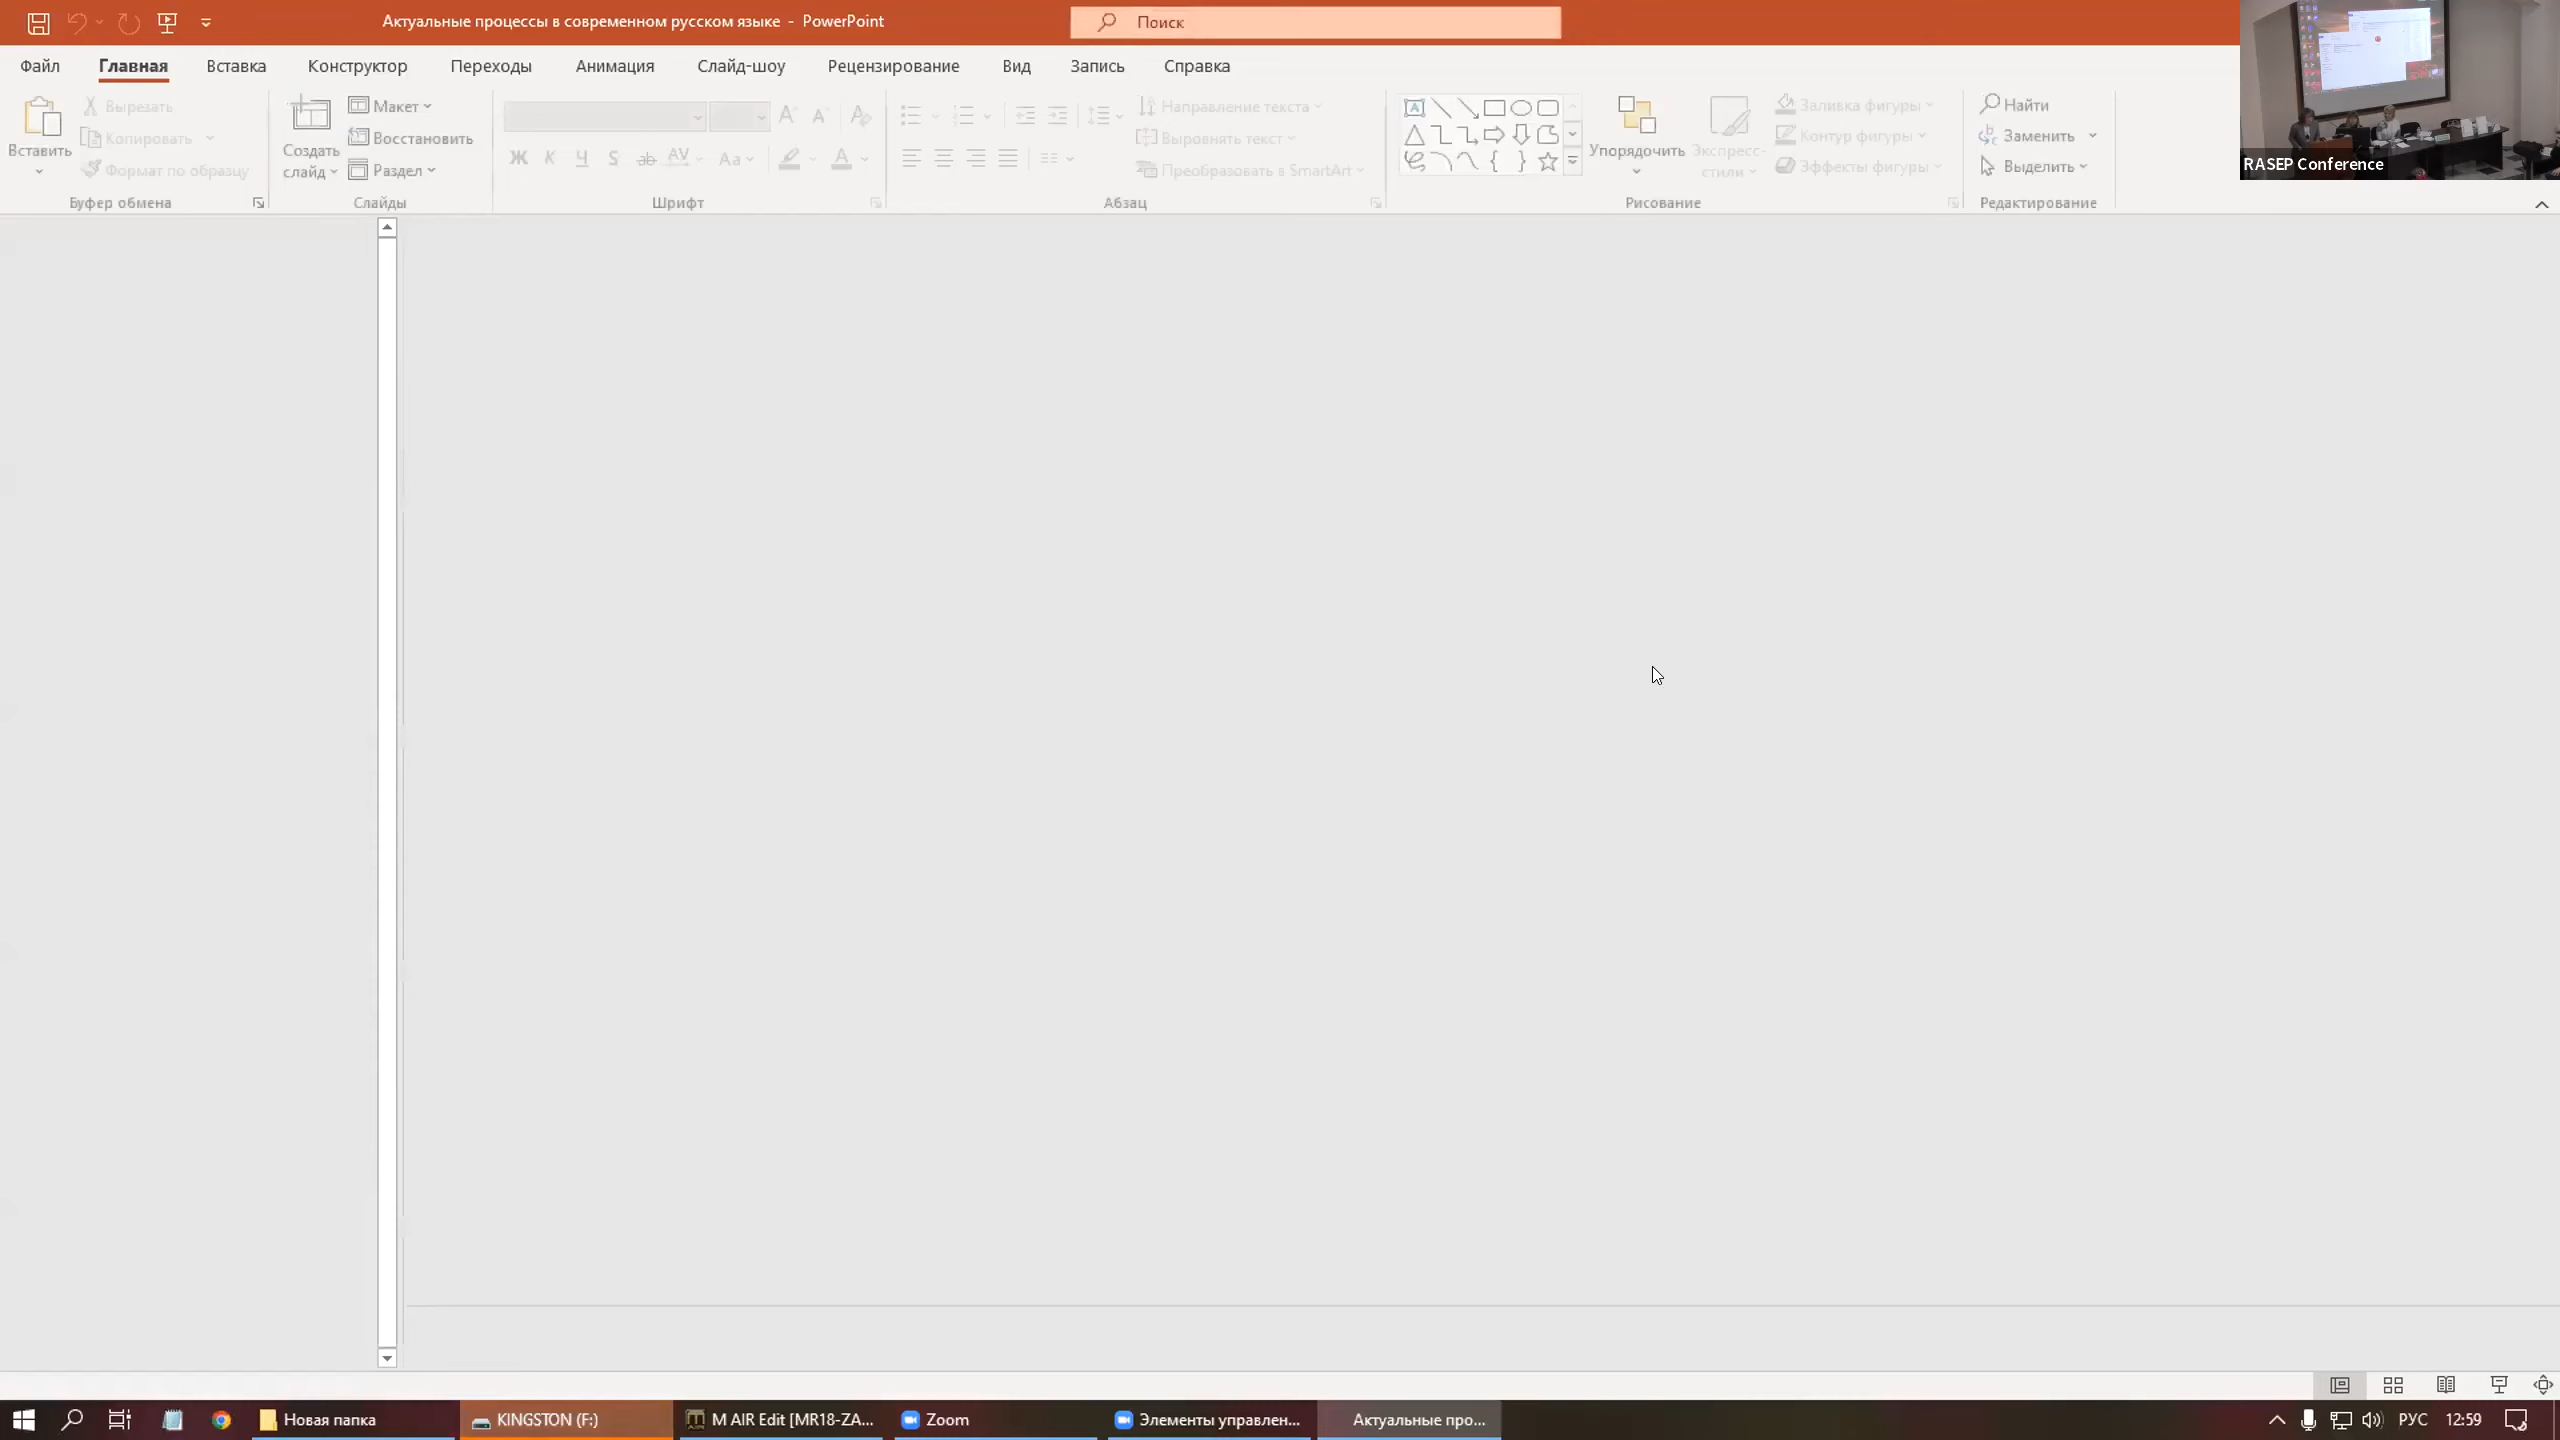 Актуальные процессы в современном русском языке - PowerPoint
Поиск
Файл Главная Вставка Конструктор Переходы Анимация Слайд-шоу Рецензирование Вид Запись Справка
Вставить
Вырезать
Копировать
Формат по образцу
Буфер обмена
Создать слайд
Макет
Восстановить
Раздел
Слайды
Ж К Ч S ab AV Aa A
Шрифт
Направление текста
Выровнять текст
Преобразовать в SmartArt
Абзац
Упорядочить
Экспресс-стили
Заливка фигуры
Контур фигуры
Эффекты фигуры
Рисование
Найти
Заменить
Выделить
Редактирование
RASEP Conference
Новая папка
KINGSTON (F:)
M AIR Edit [MR18-ZA...
Zoom
Элементы управлен...
Актуальные про...
РУС 12:59